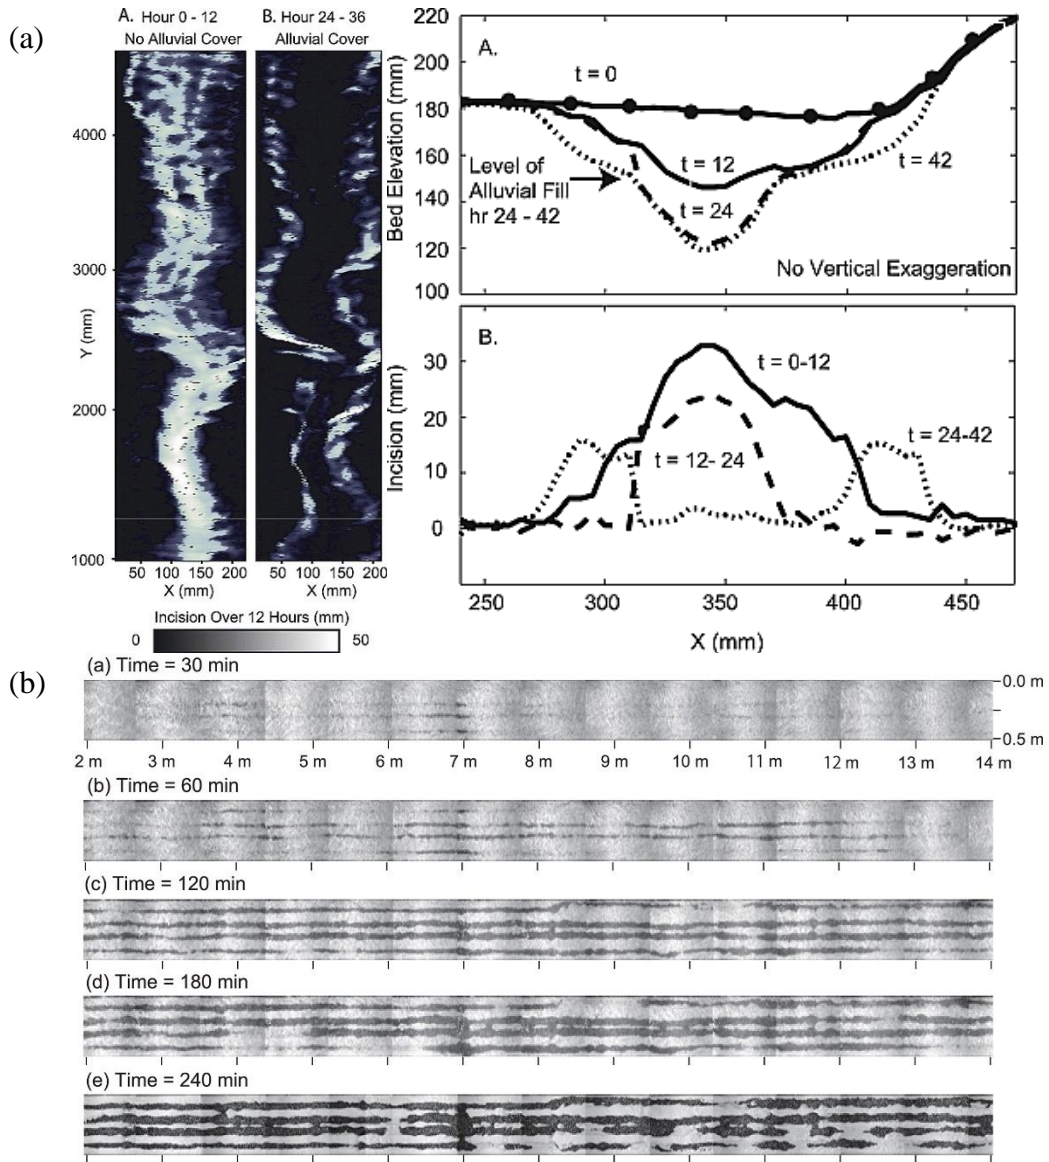 (a)
A. Hour 0 - 12
No Alluvial Cover
B. Hour 24 - 36
Alluvial Cover
4000
3000
2000
1000
Y (mm)
50 100 150 200
X (mm)
50 100 150 200
X (mm)
Incision Over 12 Hours (mm)
0 50
220
200
180
160
140
120
100
Bed Elevation (mm)
A.
t = 0
t = 12
t = 24
t = 42
Level of
Alluvial Fill
hr 24 - 42
No Vertical Exaggeration
30
20
10
0
Incision (mm)
B.
t = 0-12
t = 12- 24
t = 24-42
250 300 350 400 450
X (mm)
(b)
(a) Time = 30 min
0.0 m
0.5 m
2 m 3 m 4 m 5 m 6 m 7 m 8 m 9 m 10 m 11 m 12 m 13 m 14 m
(b) Time = 60 min
(c) Time = 120 min
(d) Time = 180 min
(e) Time = 240 min